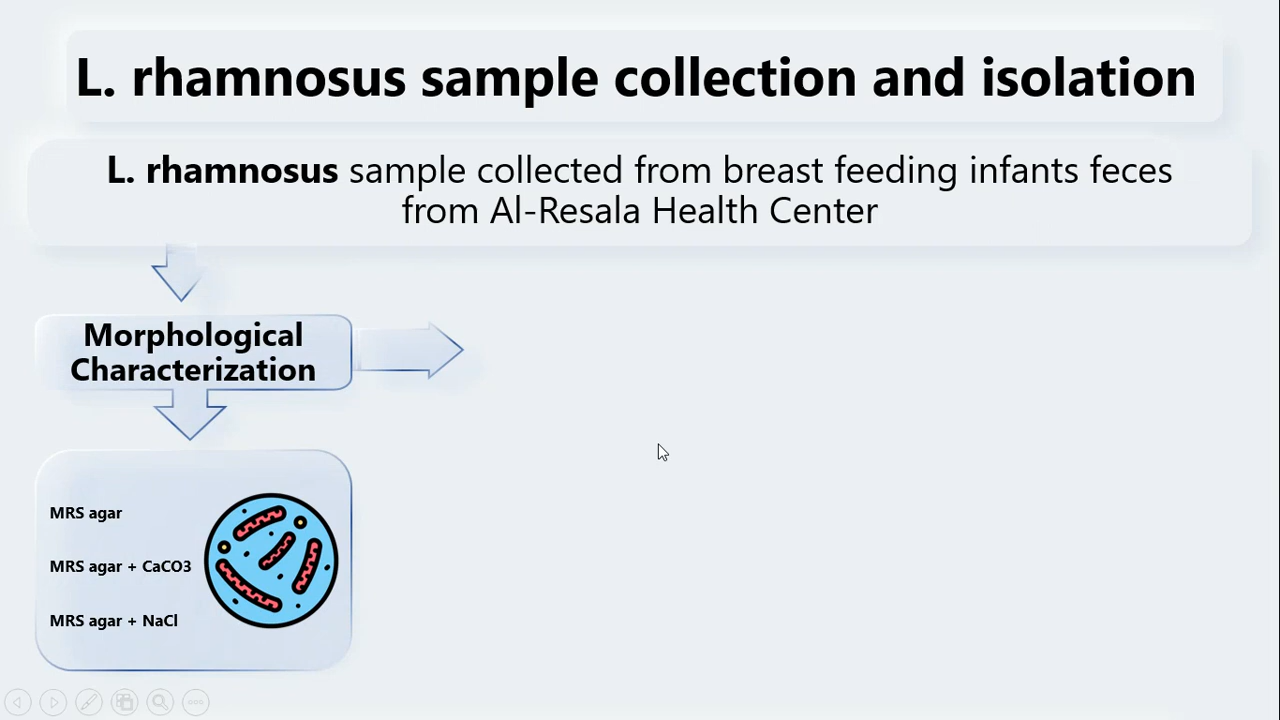 L. rhamnosus sample collection and isolation
L. rhamnosus sample collected from breast feeding infants feces
from Al-Resala Health Center
Morphological
Characterization
MRS agar
MRS agar + CaCO3
MRS agar + NaCl